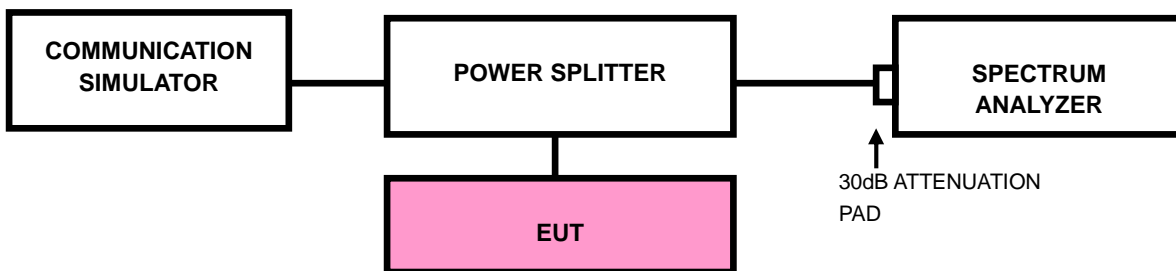 COMMUNICATION
SIMULATOR
POWER SPLITTER
SPECTRUM
ANALYZER
30dB ATTENUATION
PAD
EUT